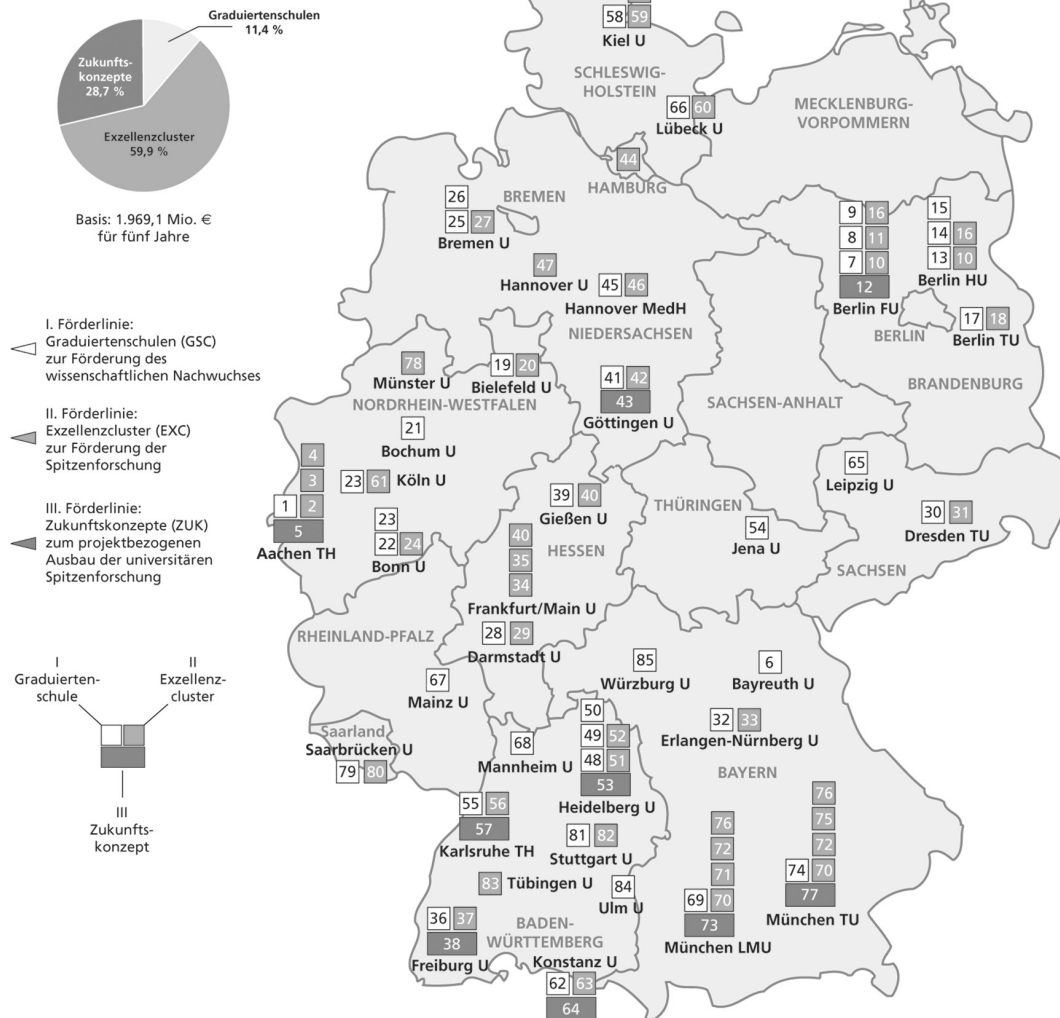 Graduiertenschulen
11,4 %
Zukunfts-
konzepte
28,7 %
Exzellenzcluster
59,9 %
Basis: 1.969,1 Mio. €
für fünf Jahre
I. Förderlinie:
Graduiertenschulen (GSC)
zur Förderung des
wissenschaftlichen Nachwuchses
II. Förderlinie:
Exzellenzcluster (EXC)
zur Förderung der
Spitzenforschung
III. Förderlinie:
Zukunftskonzepte (ZUK)
zum projektbezogenen
Ausbau der universitären
Spitzenforschung
I
Graduierten-
schule
II
Exzellenz-
cluster
III
Zukunfts-
konzept
58 59
Kiel U
SCHLESWIG-
HOLSTEIN
66 60
Lübeck U
MECKLENBURG-
VORPOMMERN
44
HAMBURG
BREMEN
26
25 27
Bremen U
47
Hannover U
45 46
Hannover MedH
NIEDERSACHSEN
9 16
8 11
7 10
12
Berlin FU
15
14 16
13 10
Berlin HU
BERLIN
17 18
Berlin TU
BRANDENBURG
78
Münster U
19 20
Bielefeld U
NORDRHEIN-WESTFALEN
41 42
43
Göttingen U
SACHSEN-ANHALT
21
Bochum U
4
3
1 2
5
Aachen TH
23 61 Köln U
23
22 24
Bonn U
39 40
Gießen U
40
35
34
HESSEN
Frankfurt/Main U
THÜRINGEN
54
Jena U
65
Leipzig U
30 31
Dresden TU
SACHSEN
RHEINLAND-PFALZ
28 29
Darmstadt U
67
Mainz U
85
Würzburg U
6
Bayreuth U
Saarland
Saarbrücken U
79 80
68
Mannheim U
50
49 52
48 51
53
Heidelberg U
32 33
Erlangen-Nürnberg U
BAYERN
55 56
57
Karlsruhe TH
81 82
Stuttgart U
83 Tübingen U
84
Ulm U
76
72
71
69 70
73
München LMU
76
75
72
74 70
77
München TU
36 37
38
Freiburg U
BADEN-
WÜRTTEMBERG
Konstanz U
62 63
64